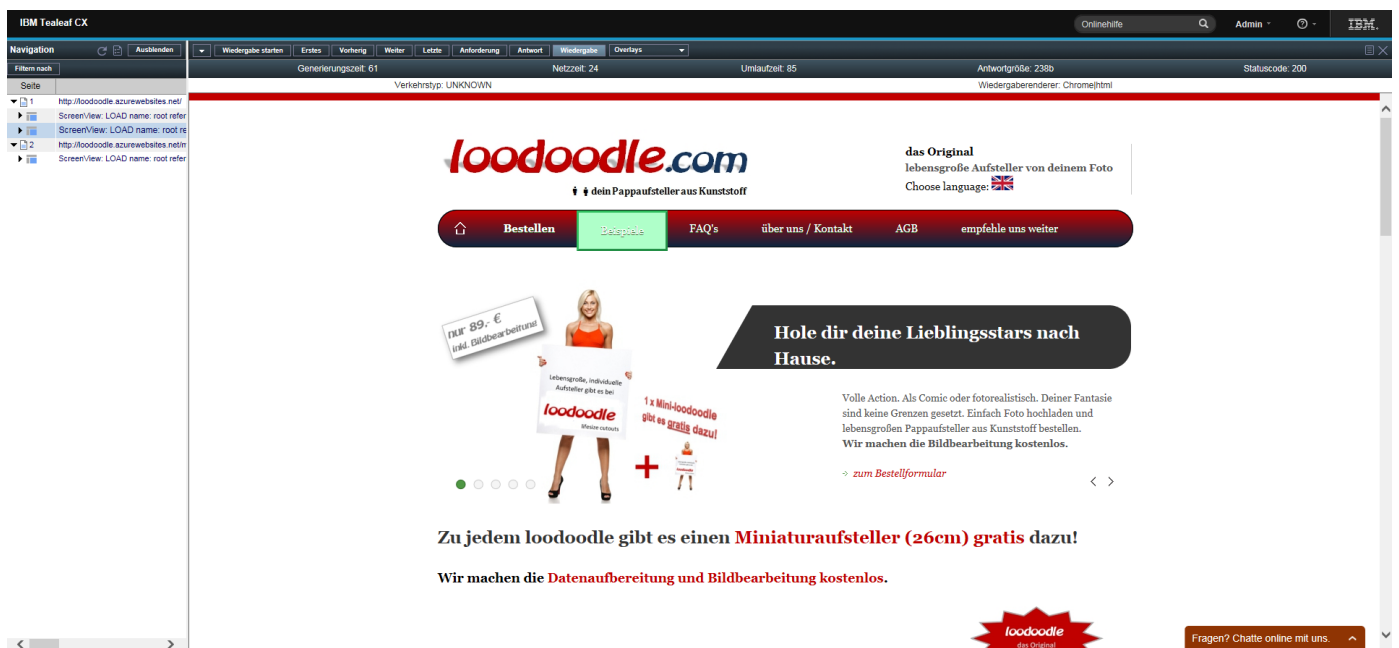 IBM Tealeaf CX
Onlinehilfe
Admin
IBM.
Navigation
Ausblenden
Wiedergabe starten
Erstes
Vorherig
Weiter
Letzte
Anforderung
Antwort
Wiedergabe
Overlays
Filtern nach
Generierungszeit: 61
Netzzeit: 24
Umlaufzeit: 85
Antwortgröße: 238b
Statuscode: 200
Seite
Verkehrstyp: UNKNOWN
Wiedergaberenderer: Chrome|html
1 http://loodoodle.azurewebsites.net/
ScreenView: LOAD name: root refer
ScreenView: LOAD name: root re
2 http://loodoodle.azurewebsites.net/m
ScreenView: LOAD name: root refer
loodoodle.com
dein Pappaufsteller aus Kunststoff
das Original
lebensgroße Aufsteller von deinem Foto
Choose language:
Bestellen
Beispiele
FAQ's
über uns / Kontakt
AGB
empfehle uns weiter
nur 89,- €
inkl. Bildbearbeitung!
Lebensgroße, individuelle
Aufsteller gibt es bei
loodoodle
lifesize cutouts
1 x Mini-loodoodle
gibt es gratis dazu!
Hole dir deine Lieblingsstars nach
Hause.
Volle Action. Als Comic oder fotorealistisch. Deiner Fantasie
sind keine Grenzen gesetzt. Einfach Foto hochladen und
lebensgroßen Pappaufsteller aus Kunststoff bestellen.
Wir machen die Bildbearbeitung kostenlos.
zum Bestellformular
Zu jedem loodoodle gibt es einen Miniaturaufsteller (26cm) gratis dazu!
Wir machen die Datenaufbereitung und Bildbearbeitung kostenlos.
loodoodle
das Original
Fragen? Chatte online mit uns.